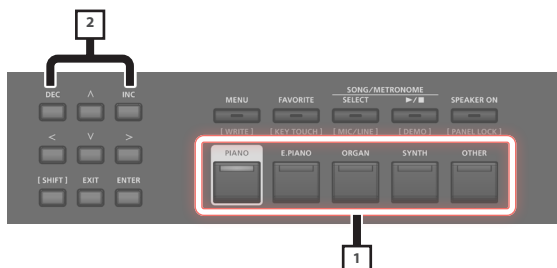 2
DEC ∧ INC
SONG/METRONOME
MENU FAVORITE SELECT ►/■ SPEAKER ON
< ∨ > [ WRITE ] [ KEY TOUCH ] [ MIC/LINE ] [ DEMO ] [ PANEL LOCK ]
PIANO E.PIANO ORGAN SYNTH OTHER
[ SHIFT ] EXIT ENTER
1